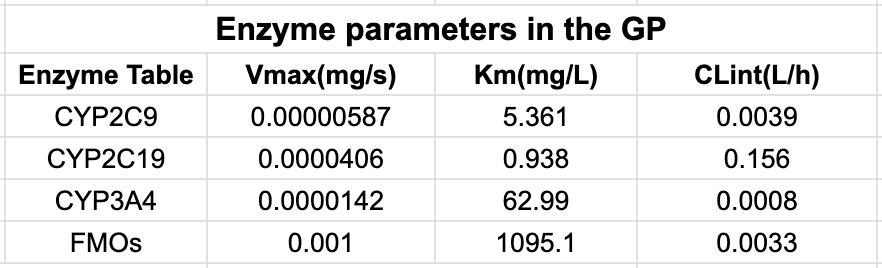 Enzyme parameters in the GP
Enzyme Table Vmax(mg/s) Km(mg/L) CLint(L/h)
CYP2C9 0.00000587 5.361 0.0039
CYP2C19 0.0000406 0.938 0.156
CYP3A4 0.0000142 62.99 0.0008
FMOs 0.001 1095.1 0.0033